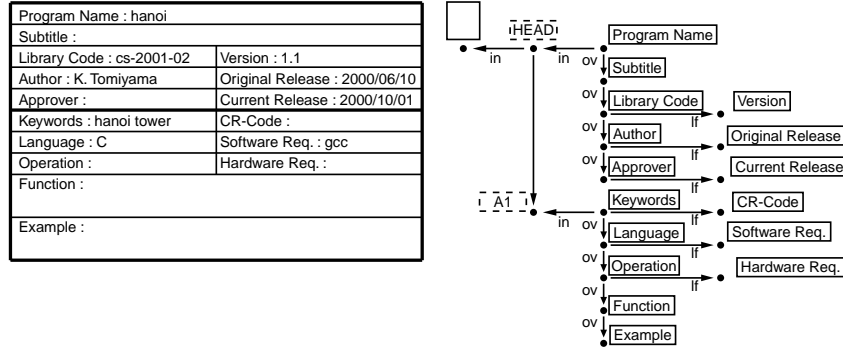 Program Name : hanoi
Subtitle :
Library Code : cs-2001-02 Version : 1.1
Author : K. Tomiyama Original Release : 2000/06/10
Approver : Current Release : 2000/10/01
Keywords : hanoi tower CR-Code :
Language : C Software Req. : gcc
Operation : Hardware Req. :
Function :
Example :
HEAD
Program Name
in in ov
Subtitle
ov
Library Code Version
ov lf
Author Original Release
ov lf
Approver Current Release
lf
A1 Keywords CR-Code
in ov lf
Language Software Req.
ov lf
Operation Hardware Req.
ov lf
Function
ov
Example